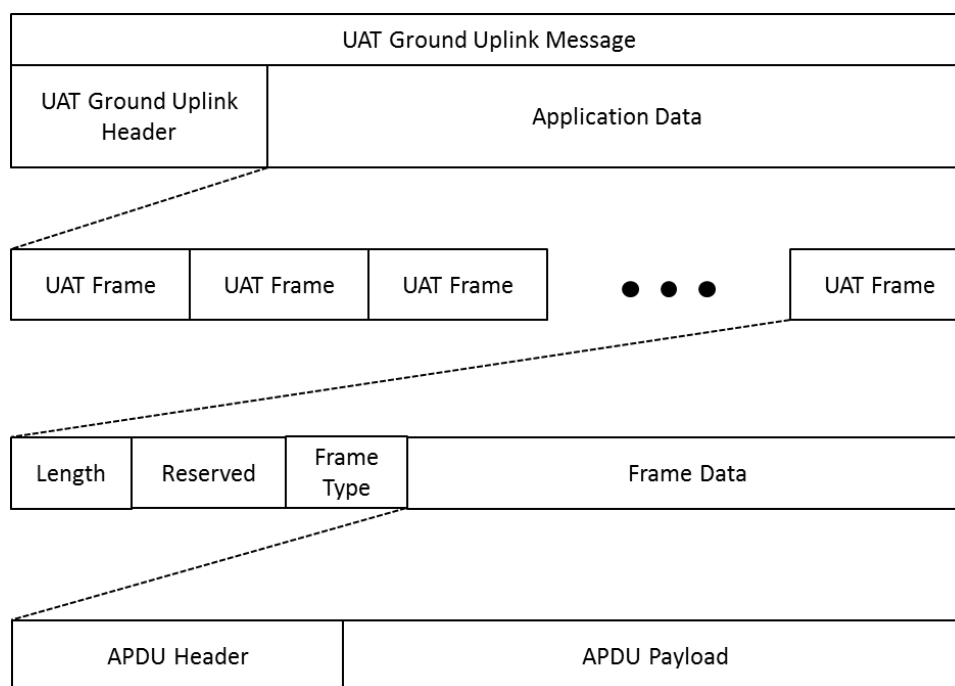 UAT Ground Uplink Message
UAT Ground Uplink
Header
Application Data
UAT Frame
UAT Frame
UAT Frame
UAT Frame
Length
Reserved
Frame
Type
Frame Data
APDU Header
APDU Payload